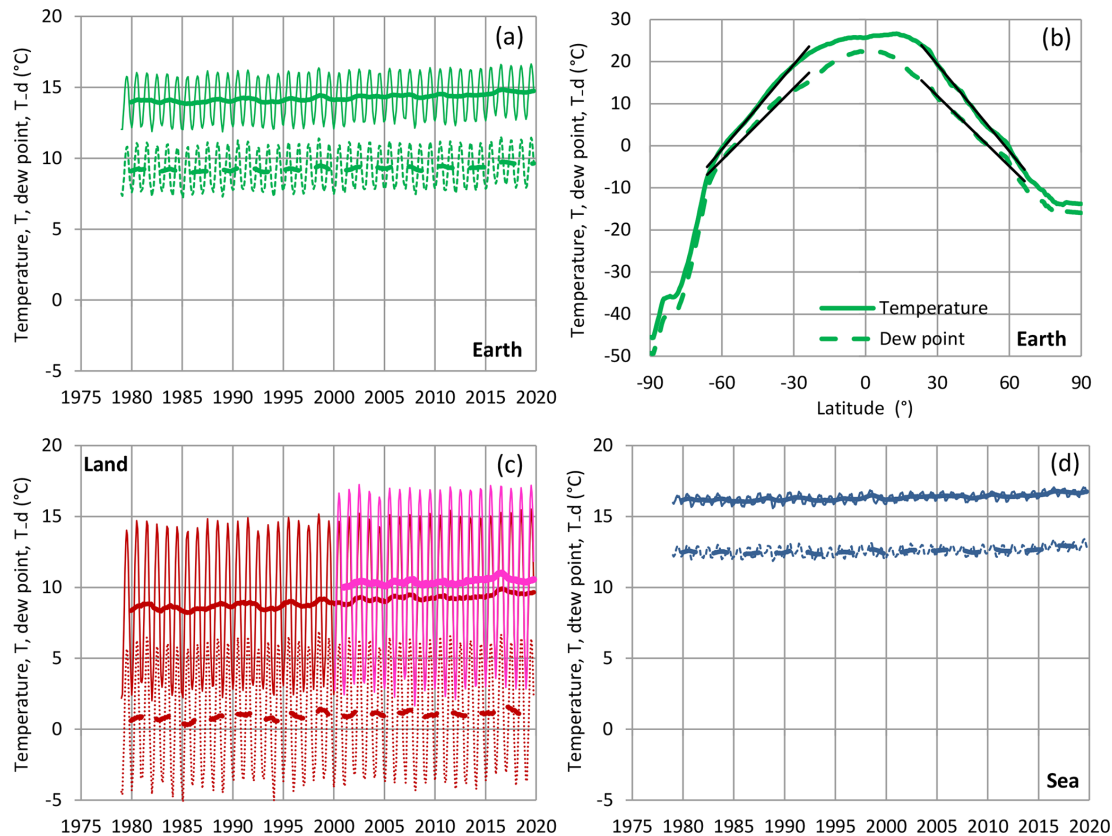 (a)
Temperature, T, dew point, T_d (°C)
20
15
10
5
0
-5
1975 1980 1985 1990 1995 2000 2005 2010 2015 2020
Earth
(b)
Temperature, T, dew point, T_d (°C)
30
20
10
0
-10
-20
-30
-40
-50
-90 -60 -30 0 30 60 90
Latitude (°)
Temperature
Dew point
Earth
Land
(c)
Temperature, T, dew point, T_d (°C)
20
15
10
5
0
-5
1975 1980 1985 1990 1995 2000 2005 2010 2015 2020
(d)
Temperature, T, dtew point, T_d (°C)
20
15
10
5
0
-5
1975 1980 1985 1990 1995 2000 2005 2010 2015 2020
Sea